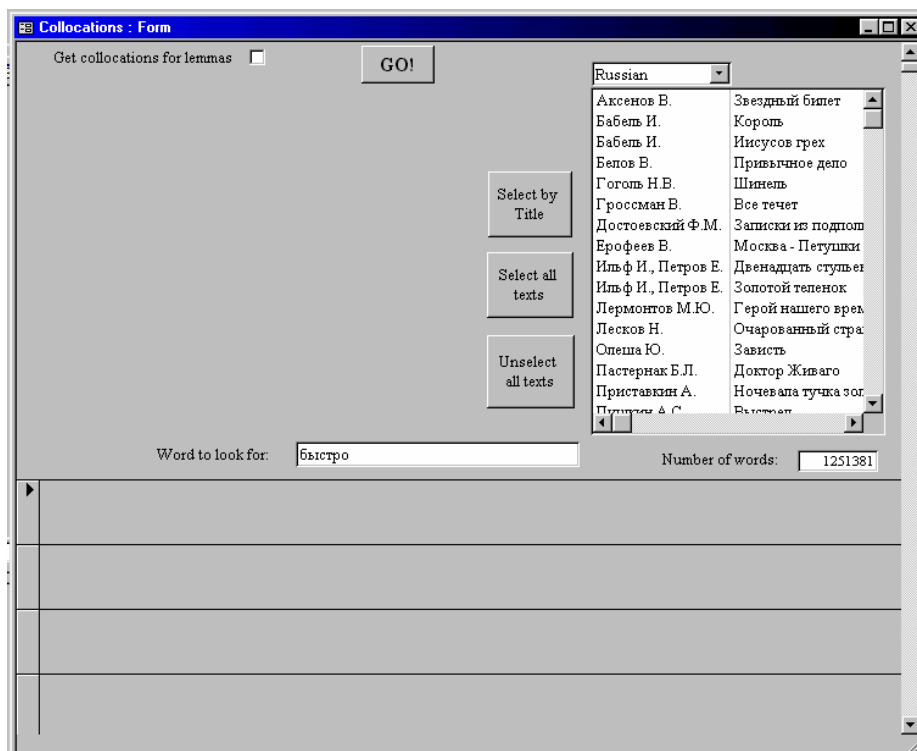 Collocations : Form
Get collocations for lemmas
GO!
Russian
Аксенов В. Звездный билет
Бабель И. Король
Бабель И. Иисусов грех
Белов В. Привычное дело
Гоголь Н.В. Шинель
Гроссман В. Все течет
Достоевский Ф.М. Записки из подпол
Ерофеев В. Москва - Петушки
Ильф И., Петров Е. Двенадцать стульев
Ильф И., Петров Е. Золотой теленок
Лермонтов М.Ю. Герой нашего врем
Лесков Н. Очарованный стра
Олеша Ю. Зависть
Пастернак Б.Л. Доктор Живаго
Приставкин А. Ночевала тучка зол
Пушкин А.С. Выстрел
Select by
Title
Select all
texts
Unselect
all texts
Word to look for: быстро
Number of words: 1251381